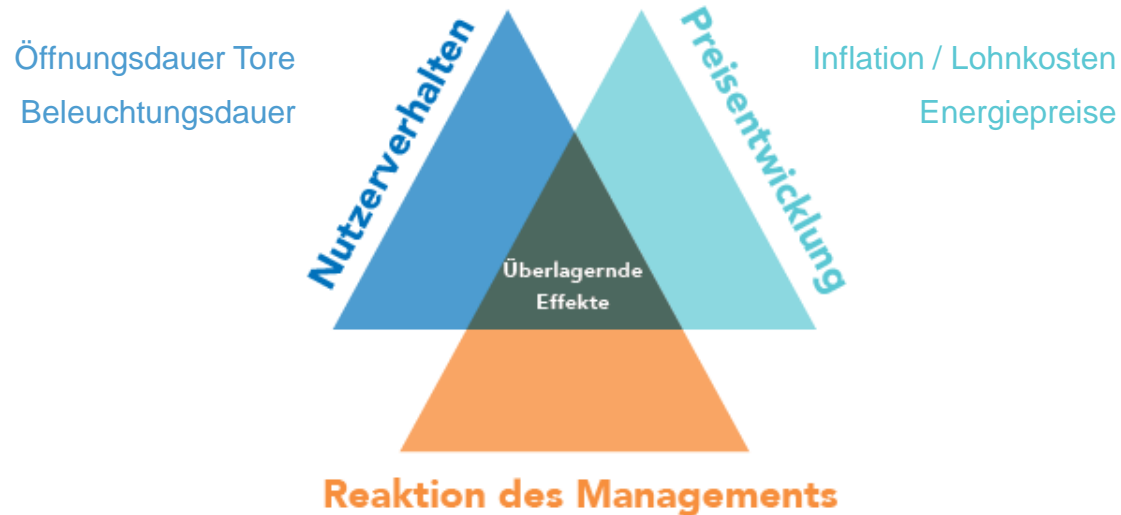 Öffnungsdauer Tore
Beleuchtungsdauer
Nutzerverhalten
Preisentwicklung
Inflation / Lohnkosten
Energiepreise
Überlagernde
Effekte
Reaktion des Managements